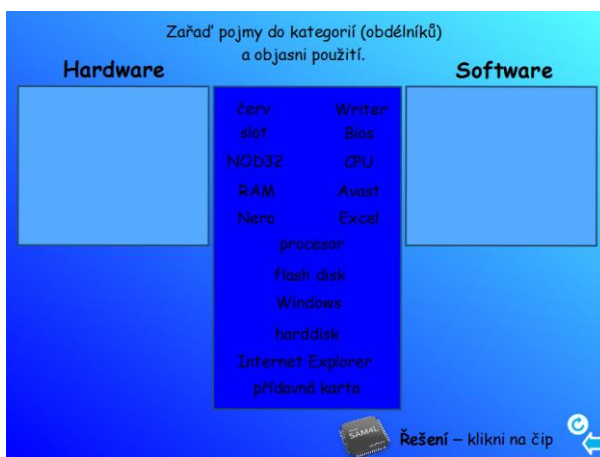 Zařaď pojmy do kategorií (obdélníků)
a objasni použití.
Hardware
Software
červ Writer
slot Bios
NOD32 CPU
RAM Avast
Nero Excel
procesor
flash disk
Windows
harddisk
Internet Explorer
přídavná karta
SAM4L
Řešení – klikni na čip